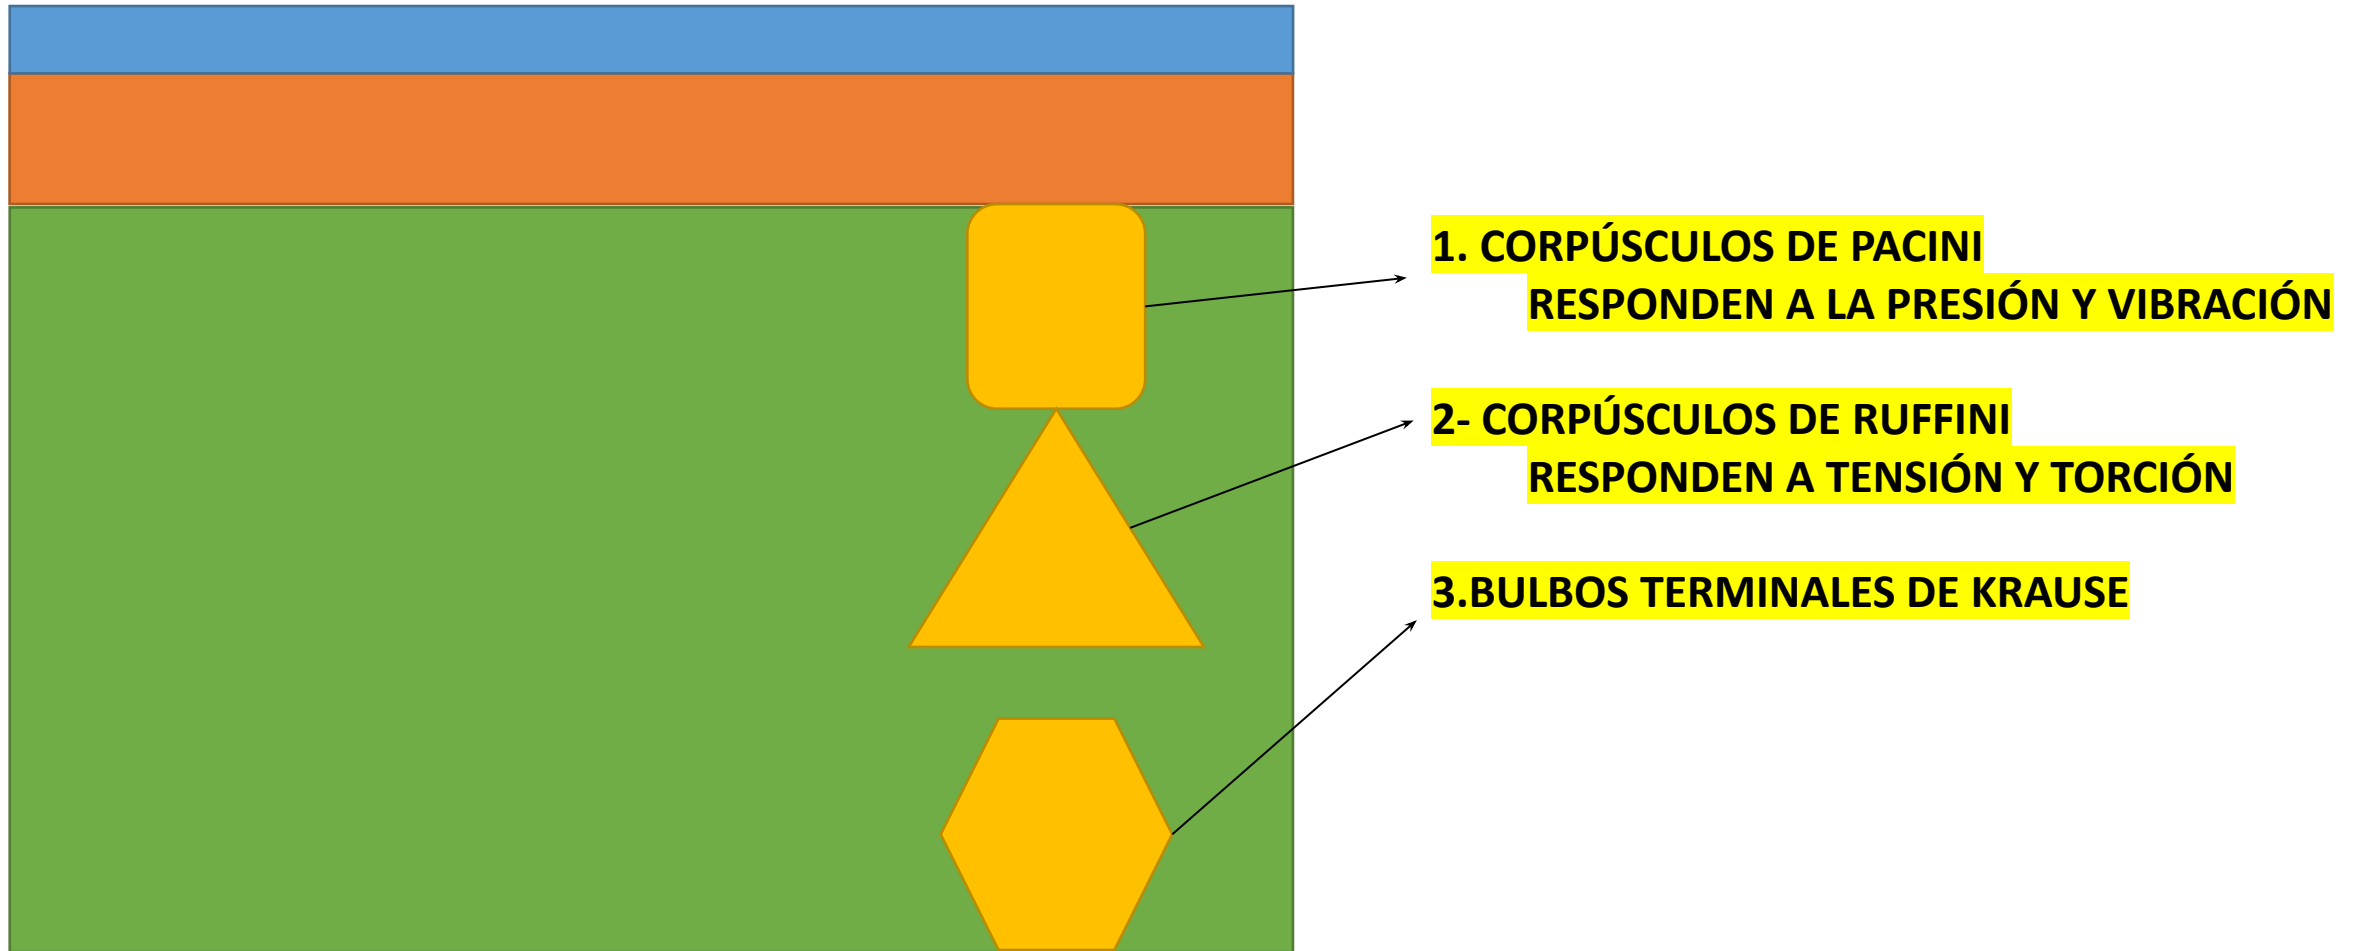 1. CORPÚSCULOS DE PACINI
RESPONDEN A LA PRESIÓN Y VIBRACIÓN
2- CORPÚSCULOS DE RUFFINI
RESPONDEN A TENSIÓN Y TORCIÓN
3.BULBOS TERMINALES DE KRAUSE